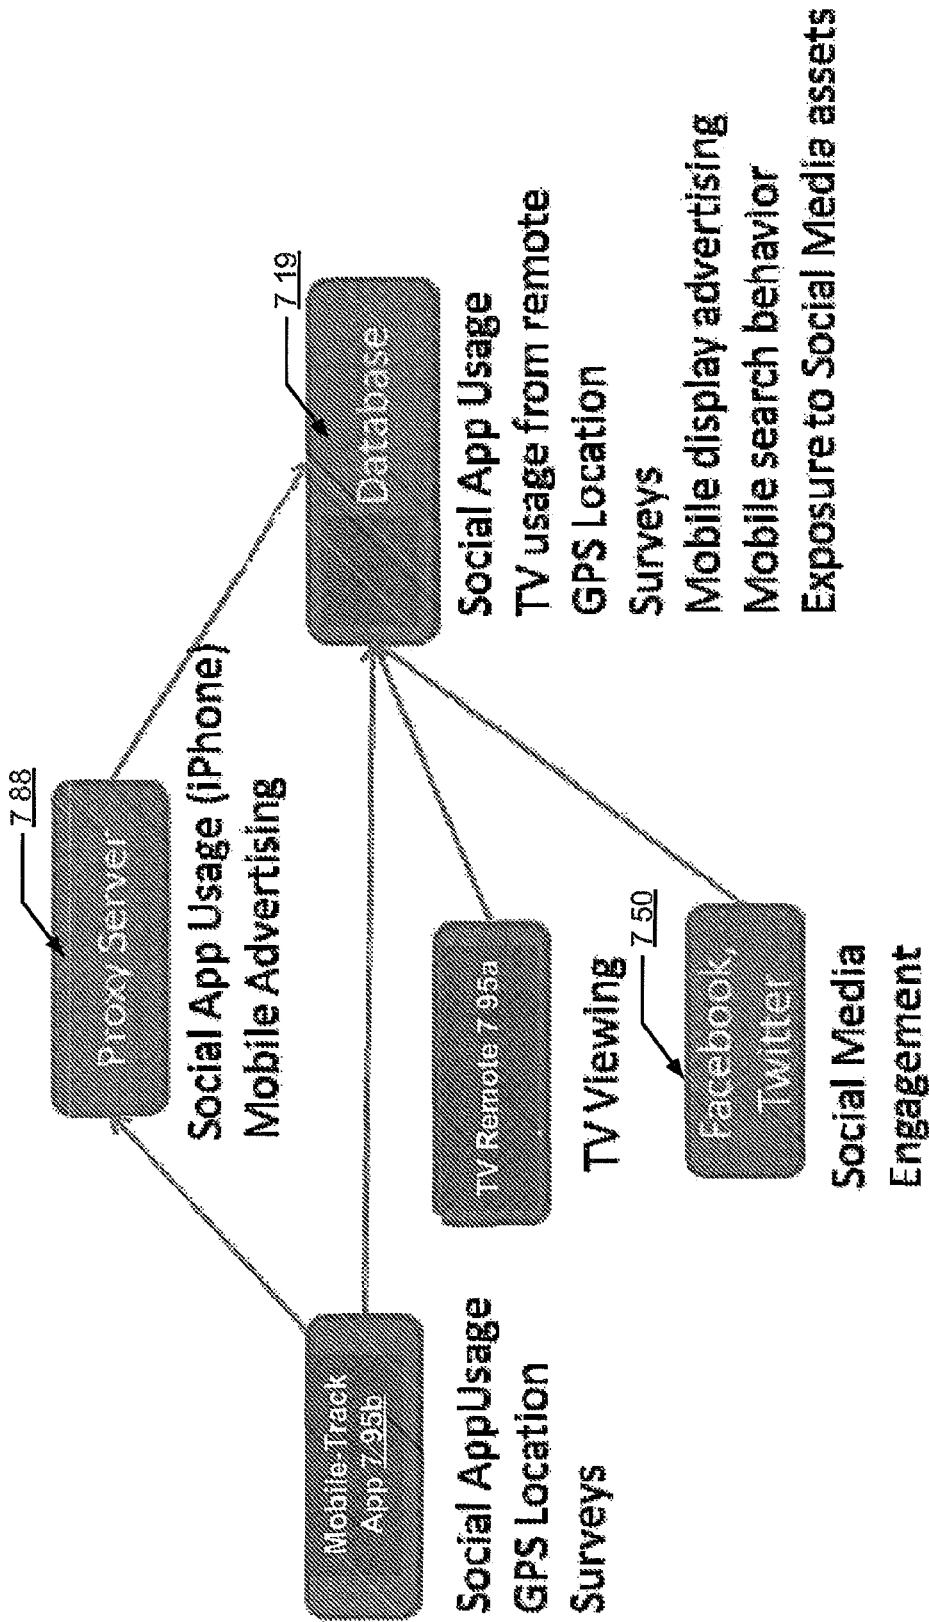 7 88
Proxy Server
Social App Usage (iPhone)
Mobile Advertising
7 19
Database
Social App Usage
TV usage from remote
GPS Location
Surveys
Mobile display advertising
Mobile search behavior
Exposure to Social Media assets
Mobile-Track
App 7 95b
Social AppUsage
GPS Location
Surveys
TV Remote 7 95a
TV Viewing
7 50
Facebook,
Twitter
Social Media
Engagement